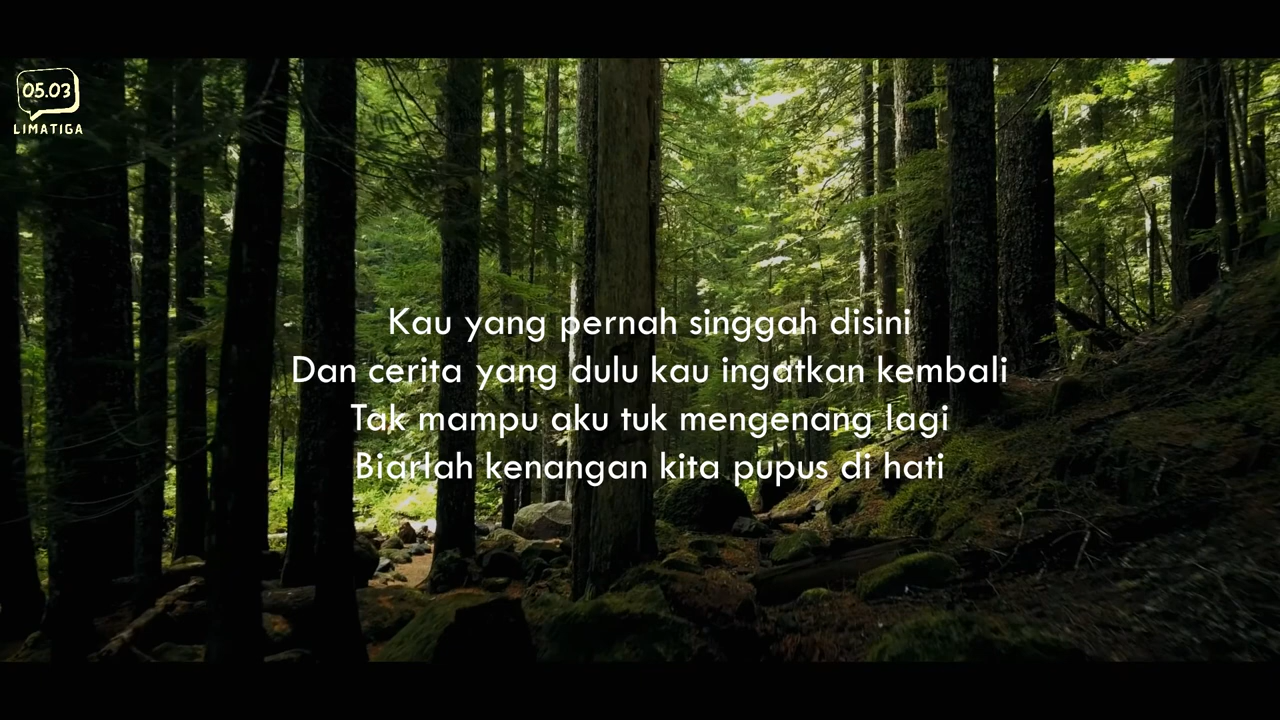 05.03
LIMATIGA
Kau yang pernah singgah disini
Dan cerita yang dulu kau ingatkan kembali
Tak mampu aku tuk mengenang lagi
Biarlah kenangan kita pupus di hati